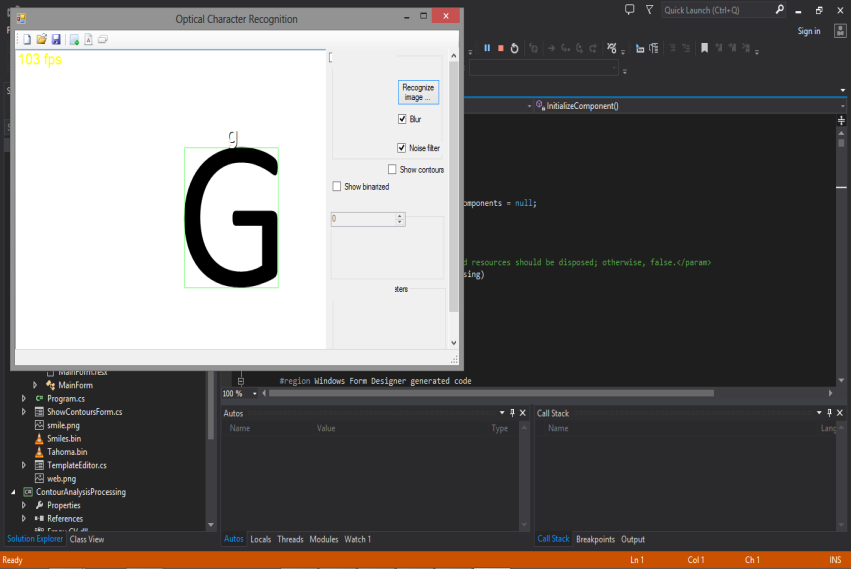 Optical Character Recognition
Quick Launch (Ctrl+Q)
Sign in
103 fps
Recognize
image ...
Blur
Noise filter
Show contours
Show binarized
0
g
G
InitializeComponent()
omponents = null;
d resources should be disposed; otherwise, false.</param>
sing)
#region Windows Form Designer generated code
100 %
MainForm.resx
MainForm
Program.cs
ShowContoursForm.cs
smile.png
Smiles.bin
Tahoma.bin
TemplateEditor.cs
web.png
ContourAnalysisProcessing
Properties
References
Solution Explorer Class View
Autos
Name Value Type
Autos Locals Threads Modules Watch 1
Call Stack
Name Lang
Call Stack Breakpoints Output
Ready Ln 1 Col 1 Ch 1 INS